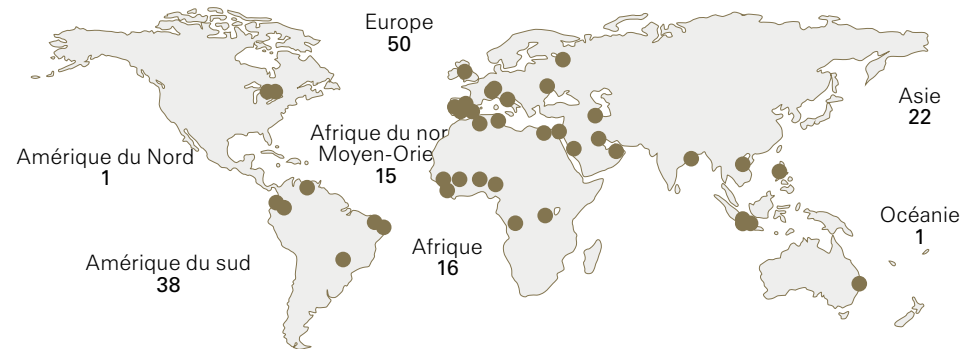 Europe
50
Asie
22
Afrique du nor
Moyen-Orie
15
Amérique du Nord
1
Océanie
1
Afrique
16
Amérique du sud
38